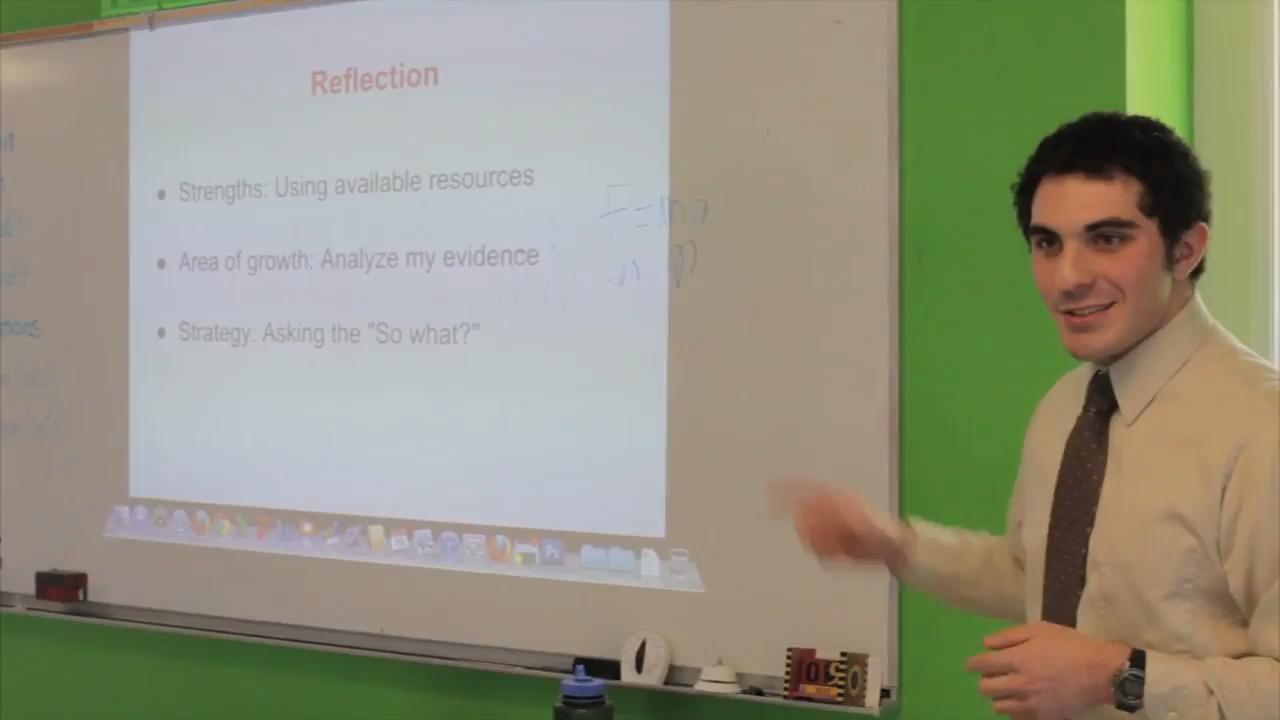 Reflection
• Strengths: Using available resources
• Area of growth: Analyze my evidence
• Strategy: Asking the "So what?"